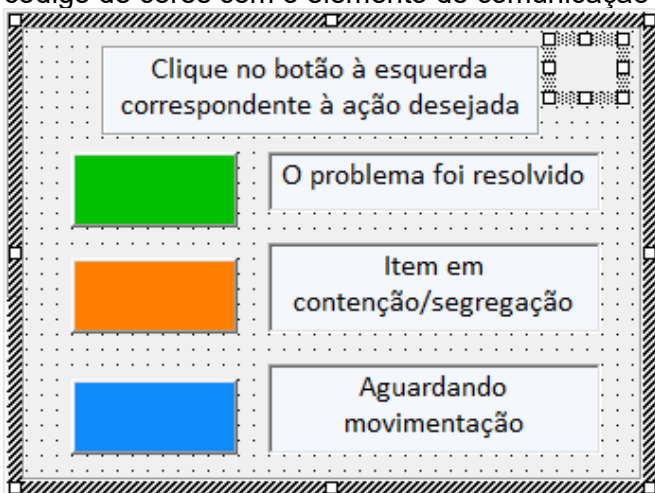 código de cores com o elemento de comunicação
Clique no botão à esquerda
correspondente à ação desejada
O problema foi resolvido
Item em
contenção/segregação
Aguardando
movimentação